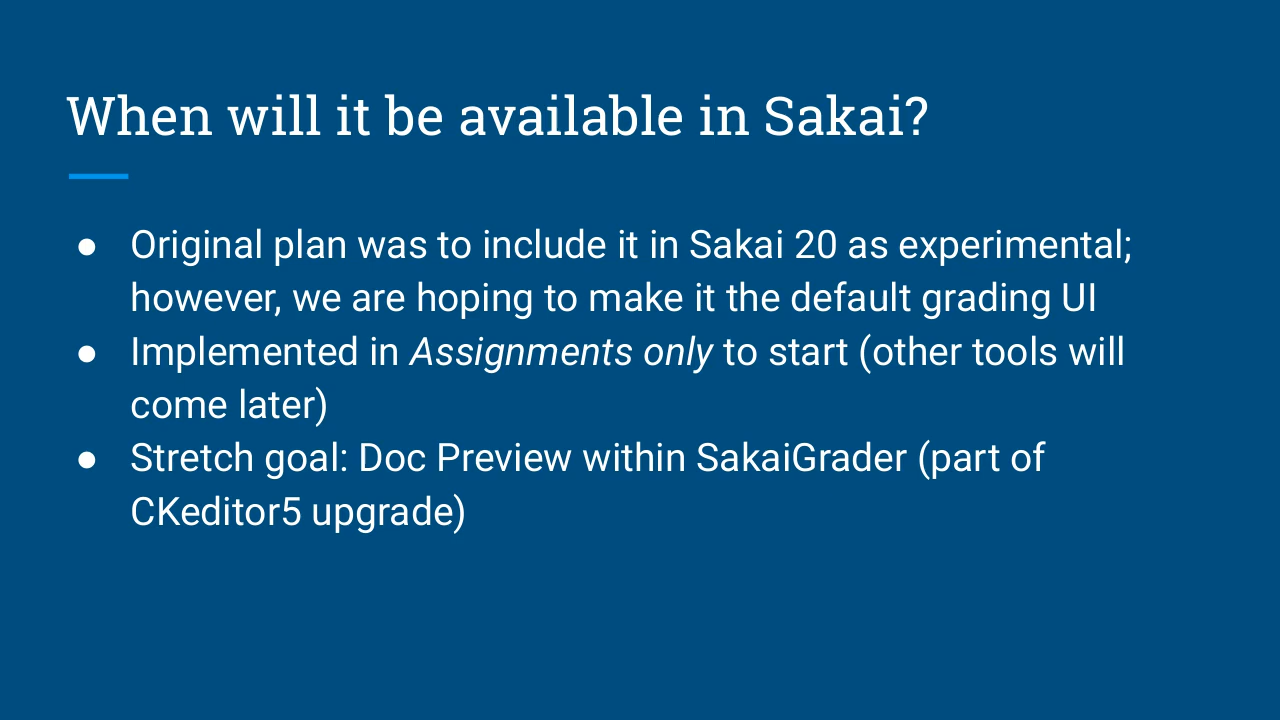 When will it be available in Sakai?
● Original plan was to include it in Sakai 20 as experimental;
however, we are hoping to make it the default grading UI
● Implemented in Assignments only to start (other tools will
come later)
● Stretch goal: Doc Preview within SakaiGrader (part of
CKeditor5 upgrade)